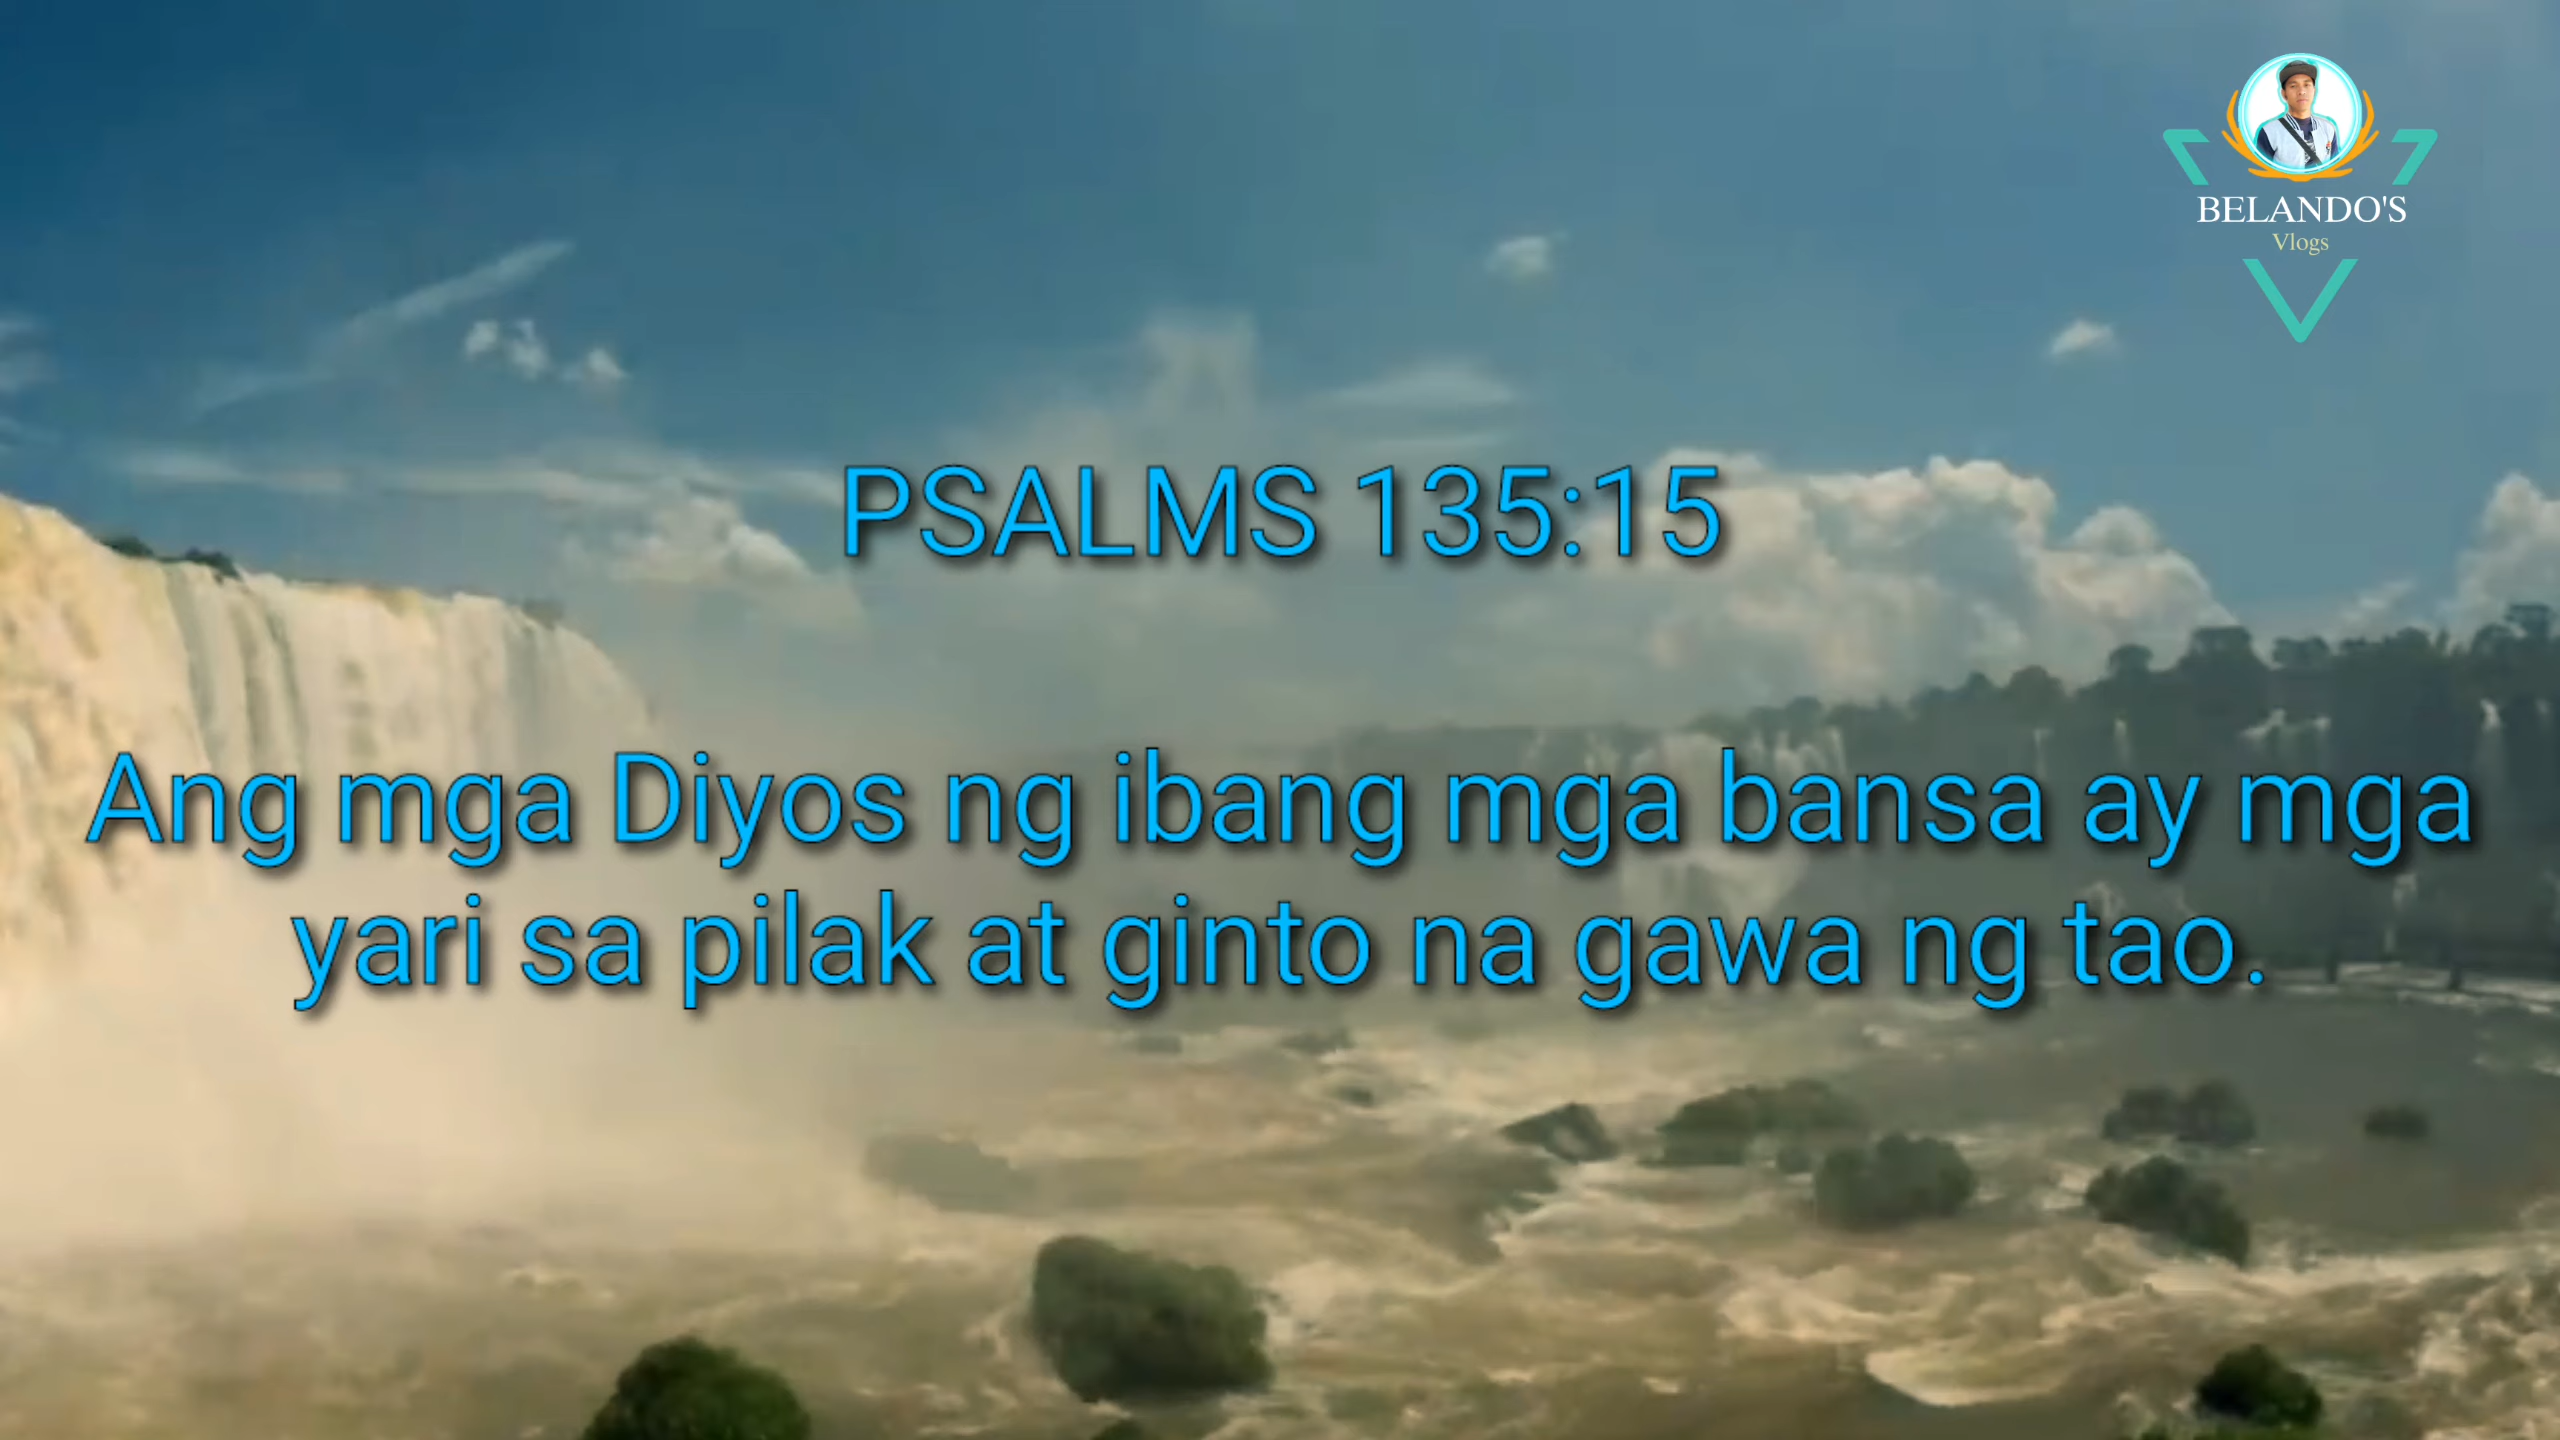 BELANDO'S
Vlogs
PSALMS 135:15
Ang mga Diyos ng ibang mga bansa ay mga
yari sa pilak at ginto na gawa ng tao.